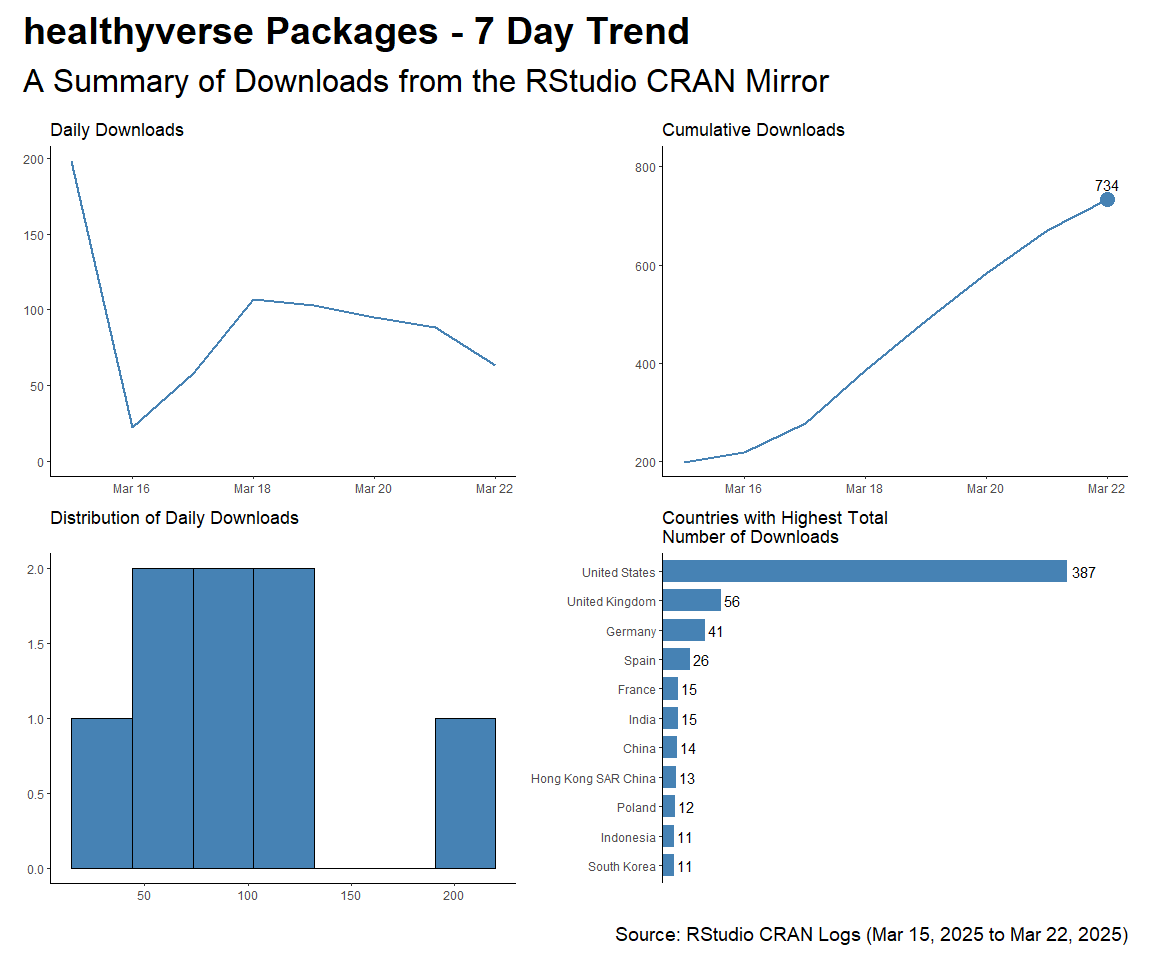 healthyverse Packages - 7 Day Trend
A Summary of Downloads from the RStudio CRAN Mirror
Daily Downloads
200
150
100
50
0
Mar 16 Mar 18 Mar 20 Mar 22
Cumulative Downloads
800
600
400
200
734
Mar 16 Mar 18 Mar 20 Mar 22
Distribution of Daily Downloads
2.0
1.5
1.0
0.5
0.0
50 100 150 200
Countries with Highest Total
Number of Downloads
United States 387
United Kingdom 56
Germany 41
Spain 26
France 15
India 15
China 14
Hong Kong SAR China 13
Poland 12
Indonesia 11
South Korea 11
Source: RStudio CRAN Logs (Mar 15, 2025 to Mar 22, 2025)